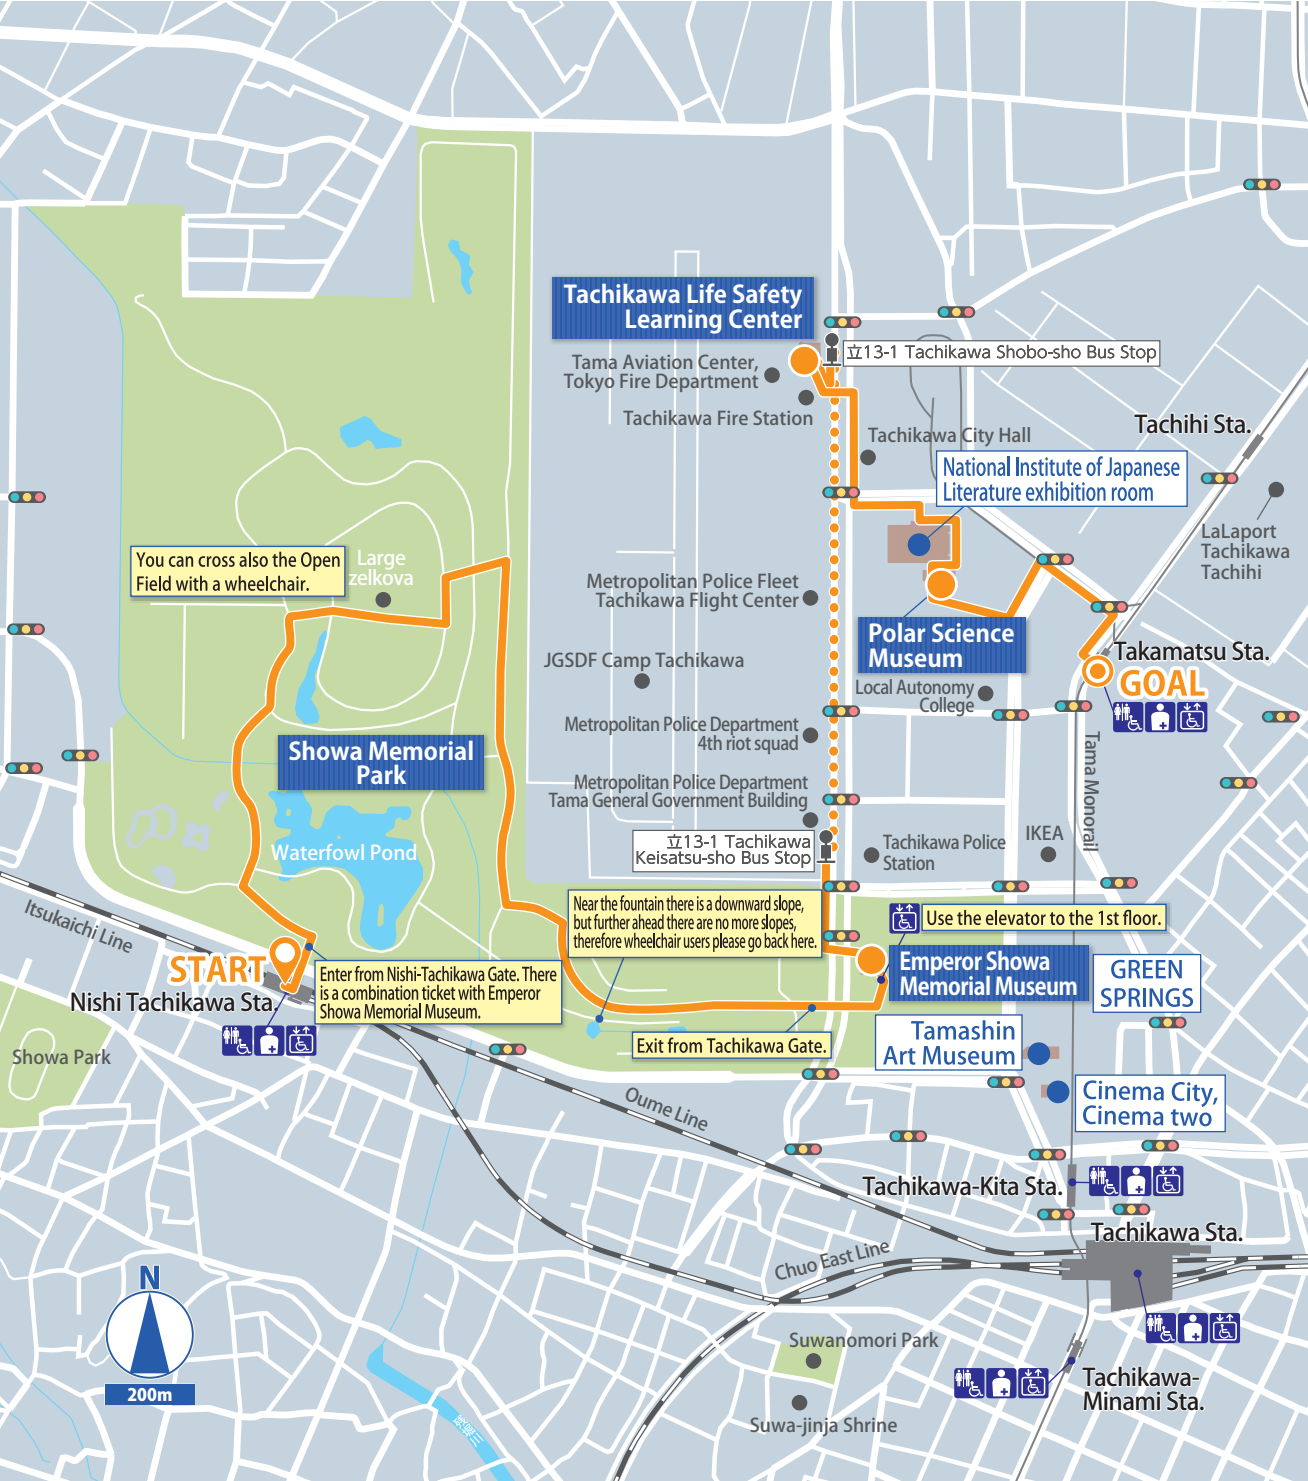 Tachikawa Life Safety
Learning Center
立13-1 Tachikawa Shobo-sho Bus Stop
Tama Aviation Center,
Tokyo Fire Department
Tachikawa Fire Station
Tachihi Sta.
Tachikawa City Hall
National Institute of Japanese
Literature exhibition room
LaLaport
Tachikawa
Tachihi
You can cross also the Open
Field with a wheelchair.
Large
zelkova
Metropolitan Police Fleet
Tachikawa Flight Center
Polar Science
Museum
Takamatsu Sta.
GOAL
JGSDF Camp Tachikawa
Local Autonomy
College
Metropolitan Police Department
4th riot squad
Showa Memorial
Park
Tama Monorail
Metropolitan Police Department
Tama General Government Building
立13-1 Tachikawa
Keisatsu-sho Bus Stop
Tachikawa Police
Station
IKEA
Waterfowl Pond
Itsukaichi Line
Near the fountain there is a downward slope,
but further ahead there are no more slopes,
therefore wheelchair users please go back here.
Use the elevator to the 1st floor.
START
Nishi Tachikawa Sta.
Enter from Nishi-Tachikawa Gate. There
is a combination ticket with Emperor
Showa Memorial Museum.
Emperor Showa
Memorial Museum
GREEN
SPRINGS
Exit from Tachikawa Gate.
Tamashin
Art Museum
Showa Park
Cinema City,
Cinema two
Oume Line
Tachikawa-Kita Sta.
Tachikawa Sta.
Chuo East Line
N
200m
Suwanomori Park
Suwa-jinja Shrine
Tachikawa-
Minami Sta.